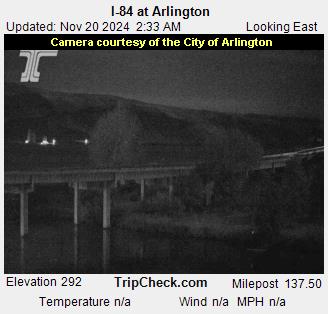 I-84 at Arlington
Updated: Nov 20 2024 2:33 AM Looking East
Camera courtesy of the City of Arlington
Elevation 292 TripCheck.com Milepost 137.50
Temperature n/a Wind n/a MPH n/a